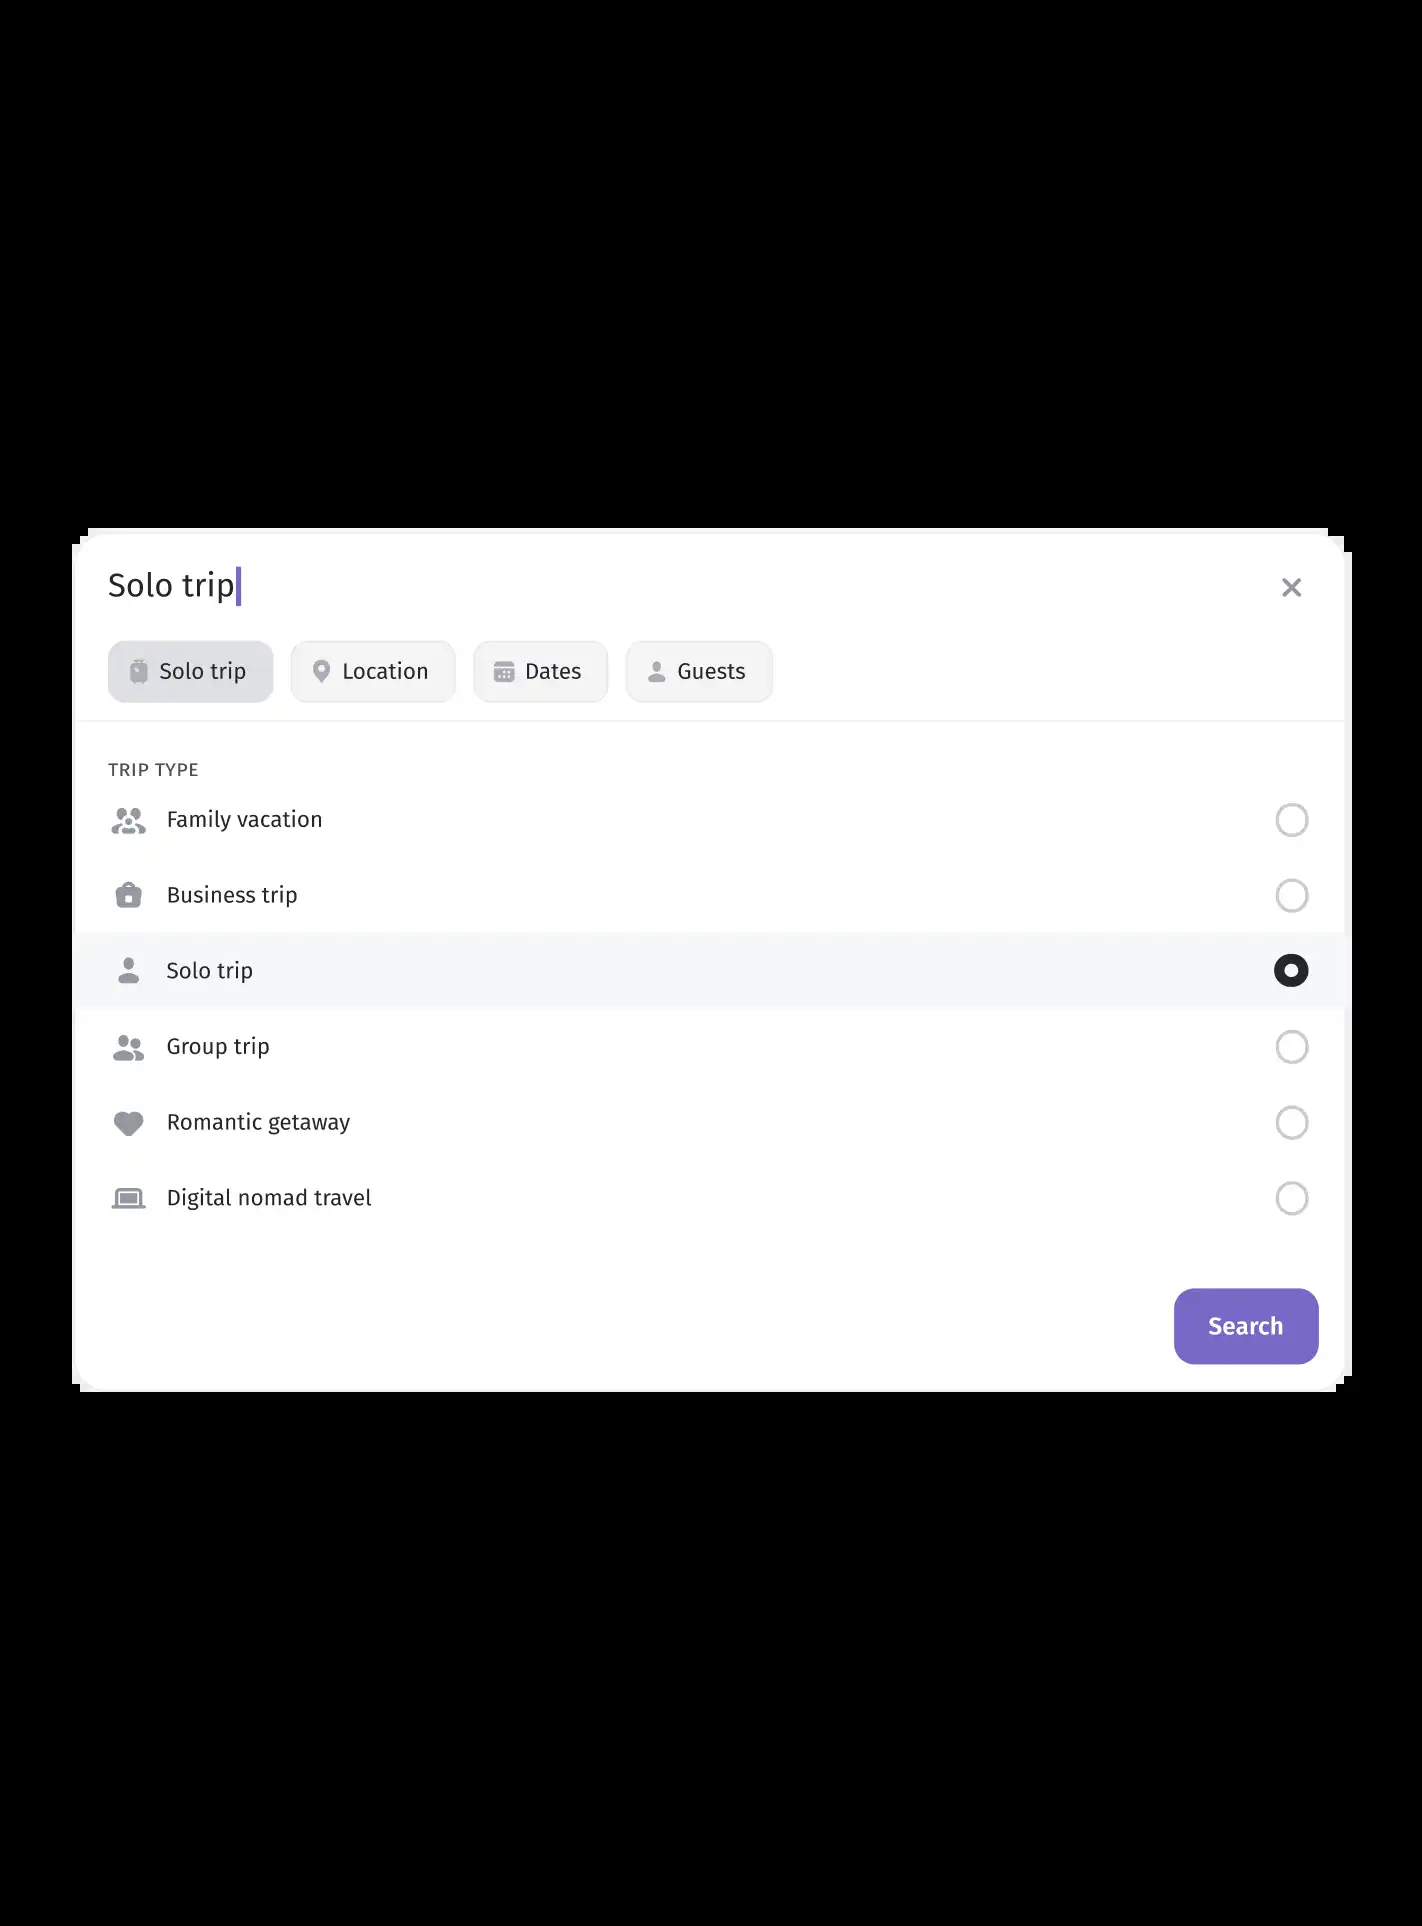 Solo trip
Solo trip Location Dates Guests
TRIP TYPE
Family vacation
Business trip
Solo trip
Group trip
Romantic getaway
Digital nomad travel
Search